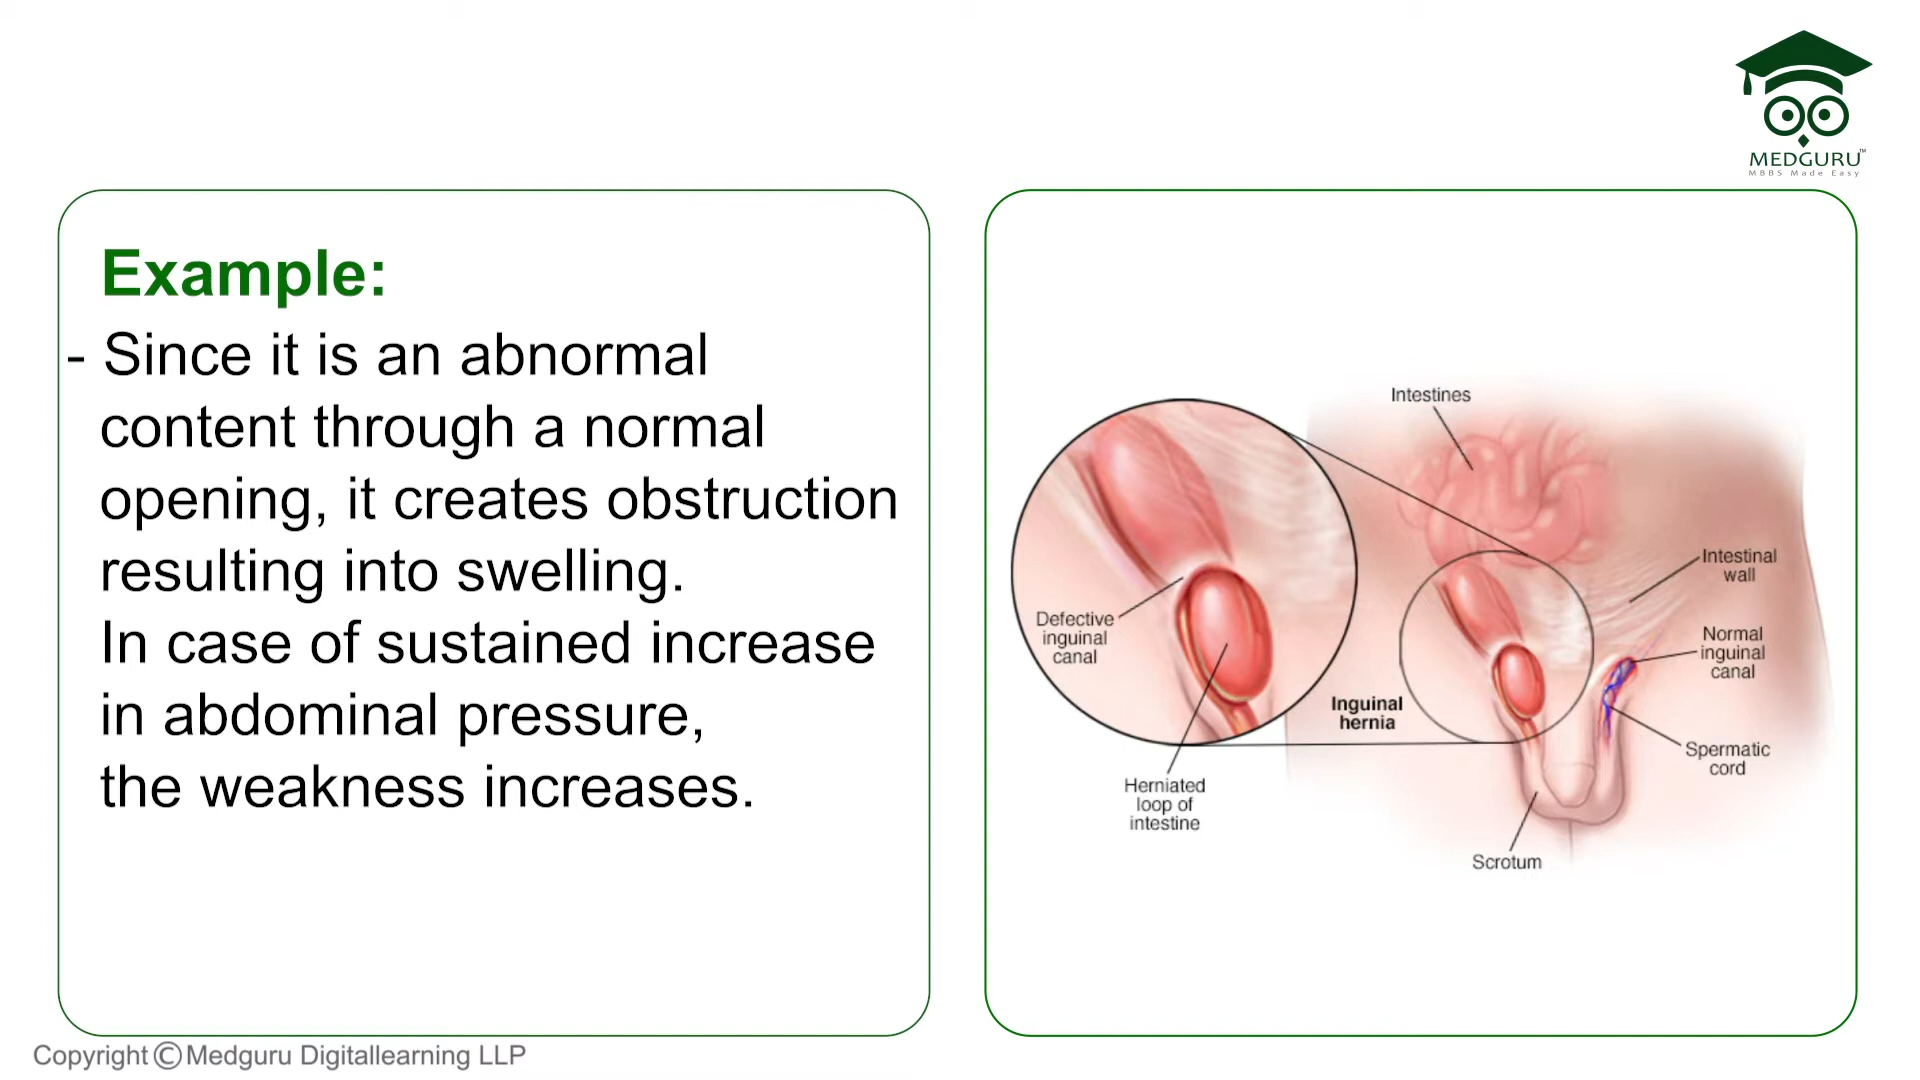 MEDGURU™
MBBS Made Easy
Example:
- Since it is an abnormal
content through a normal
opening, it creates obstruction
resulting into swelling.
In case of sustained increase
in abdominal pressure,
the weakness increases.
Intestines
Intestinal
wall
Defective
inguinal
canal
Normal
inguinal
canal
Inguinal
hernia
Spermatic
cord
Herniated
loop of
intestine
Scrotum
Copyright © Medguru Digitallearning LLP